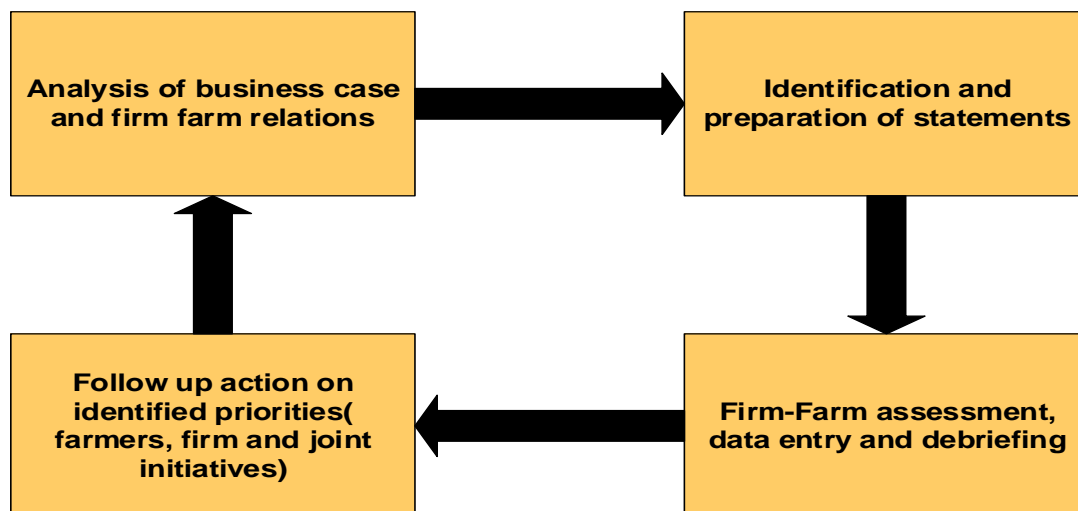 Analysis of business case
and firm farm relations
Identification and
preparation of statements
Follow up action on
identified priorities(
farmers, firm and joint
initiatives)
Firm-Farm assessment,
data entry and debriefing